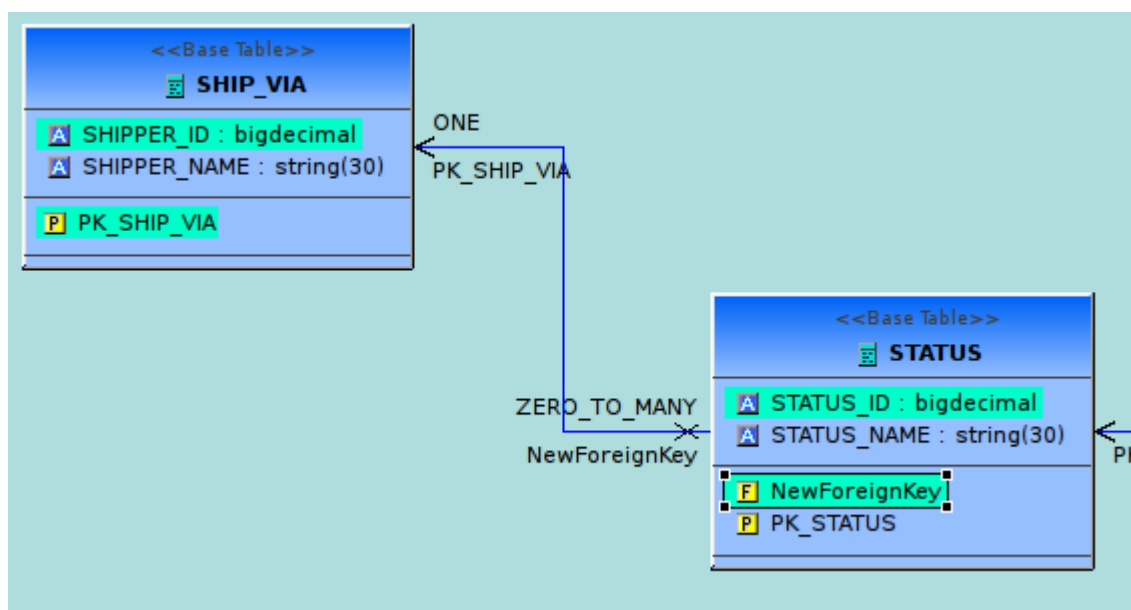 <<Base Table>>
SHIP_VIA
A SHIPPER_ID : bigdecimal
A SHIPPER_NAME : string(30)
P PK_SHIP_VIA
ONE
PK_SHIP_VIA
ZERO_TO_MANY
NewForeignKey
<<Base Table>>
STATUS
A STATUS_ID : bigdecimal
A STATUS_NAME : string(30)
F NewForeignKey
P PK_STATUS